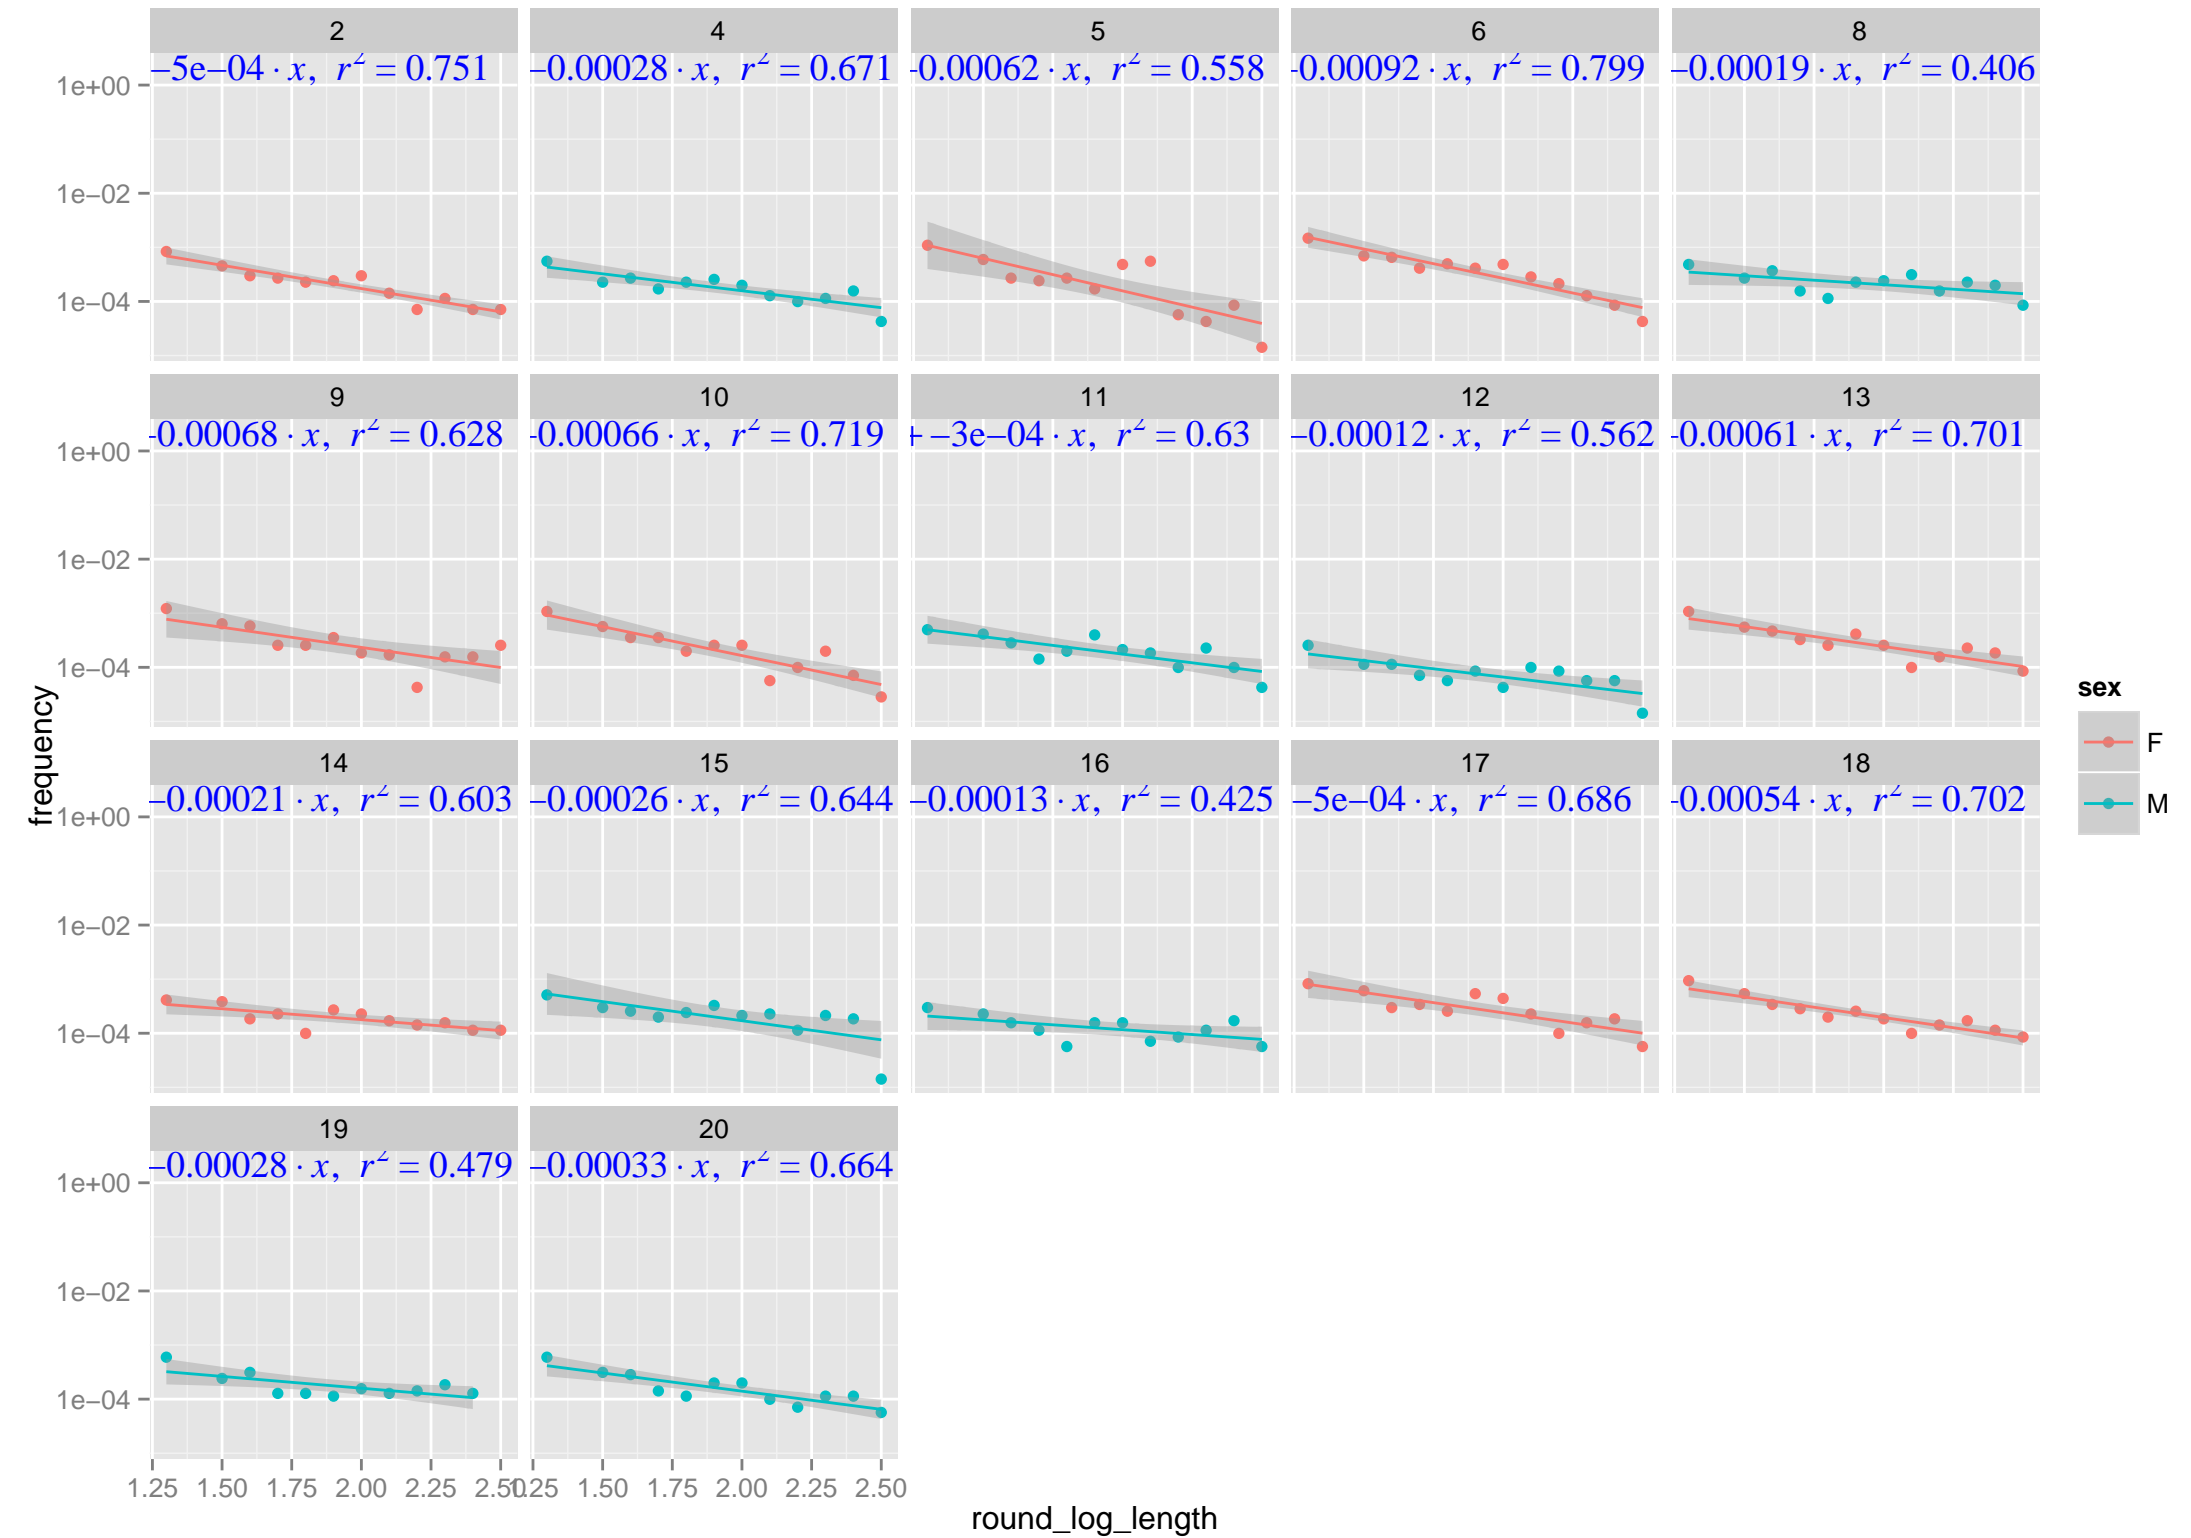 2 4 5 6 8
−5e−04 · x, r² = 0.751 −0.00028 · x, r² = 0.671 −0.00062 · x, r² = 0.558 −0.00092 · x, r² = 0.799 −0.00019 · x, r² = 0.406
1e+00
1e−02
1e−04
9 10 11 12 13
−0.00068 · x, r² = 0.628 −0.00066 · x, r² = 0.719 + −3e−04 · x, r² = 0.63 −0.00012 · x, r² = 0.562 −0.00061 · x, r² = 0.701
1e+00
1e−02
1e−04
14 15 16 17 18
−0.00021 · x, r² = 0.603 −0.00026 · x, r² = 0.644 −0.00013 · x, r² = 0.425 −5e−04 · x, r² = 0.686 −0.00054 · x, r² = 0.702
1e+00
1e−02
1e−04
19 20
−0.00028 · x, r² = 0.479 −0.00033 · x, r² = 0.664
1e+00
1e−02
1e−04
1.25 1.50 1.75 2.00 2.25 2.50 1.25 1.50 1.75 2.00 2.25 2.50
round_log_length
frequency
sex
F
M